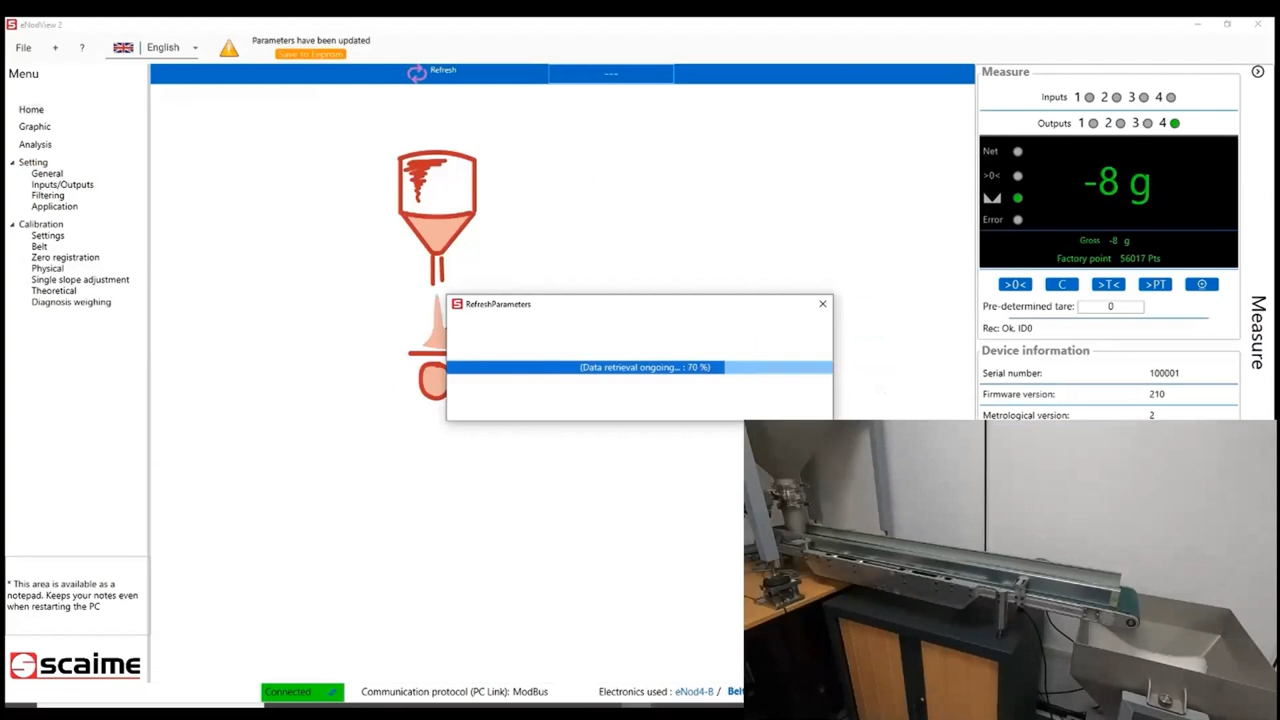 eNodView 2
File + ? English
Parameters have been updated
Save to Eeprom
Menu
Home
Graphic
Analysis
Setting
General
Inputs/Outputs
Filtering
Application
Calibration
Settings
Belt
Zero registration
Physical
Single slope adjustment
Theoretical
Diagnosis weighing
* This area is available as a
notepad. Keeps your notes even
when restarting the PC
scaime
Refresh
---
RefreshParameters
(Data retrieval ongoing... : 70 %)
Measure
Inputs 1 2 3 4
Outputs 1 2 3 4
Net
>0<
Error
-8 g
Gross -8 g
Factory point 56017 Pts
>0< C >T< >PT
Pre-determined tare: 0
Rec: Ok, ID0
Device information
Serial number: 100001
Firmware version: 210
Metrological version: 2
Measure
Connected
Communication protocol (PC Link): ModBus
Electronics used : eNod4-B / Belt